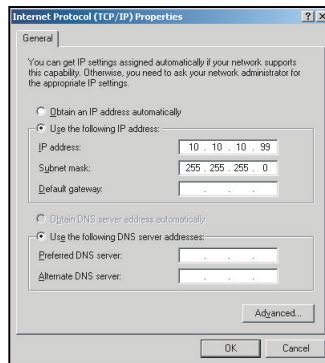 Internet Protocol (TCP/IP) Properties
General
You can get IP settings assigned automatically if your network supports
this capability. Otherwise, you need to ask your network administrator for
the appropriate IP settings.
Obtain an IP address automatically
Use the following IP address:
IP address: 10 . 10 . 10 . 99
Subnet mask: 255 . 255 . 255 . 0
Default gateway: . . .
Obtain DNS server address automatically
Use the following DNS server addresses:
Preferred DNS server: . . .
Alternate DNS server: . . .
Advanced...
OK Cancel